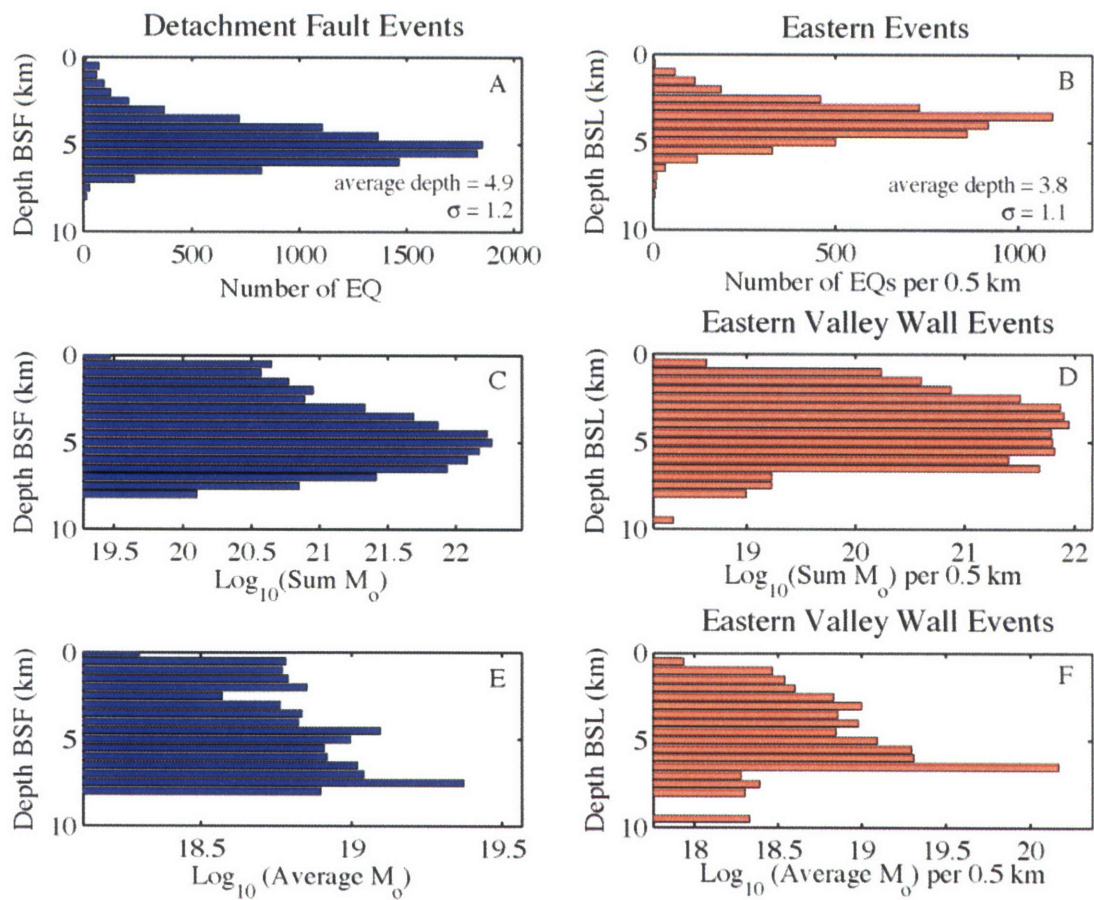 Detachment Fault Events
Eastern Events
0
5
10
Depth BSF (km)
A
average depth = 4.9
σ = 1.2
0 500 1000 1500 2000
Number of EQ
0
5
10
Depth BSL (km)
B
average depth = 3.8
σ = 1.1
0 500 1000
Number of EQs per 0.5 km
Eastern Valley Wall Events
0
5
10
Depth BSF (km)
C
19.5 20 20.5 21 21.5 22
Log10(Sum Mo)
0
5
10
Depth BSL (km)
D
19 20 21 22
Log10(Sum Mo) per 0.5 km
Eastern Valley Wall Events
0
5
10
Depth BSF (km)
E
18.5 19 19.5
Log10 (Average Mo)
0
5
10
Depth BSL (km)
F
18 18.5 19 19.5 20
Log10 (Average Mo) per 0.5 km